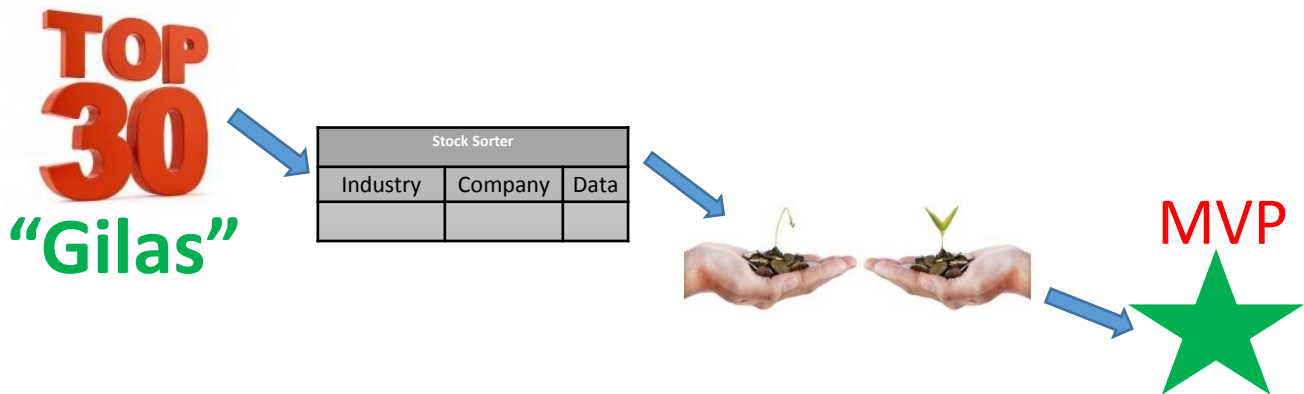 TOP
30
“Gilas”
Stock Sorter
Industry Company Data
MVP